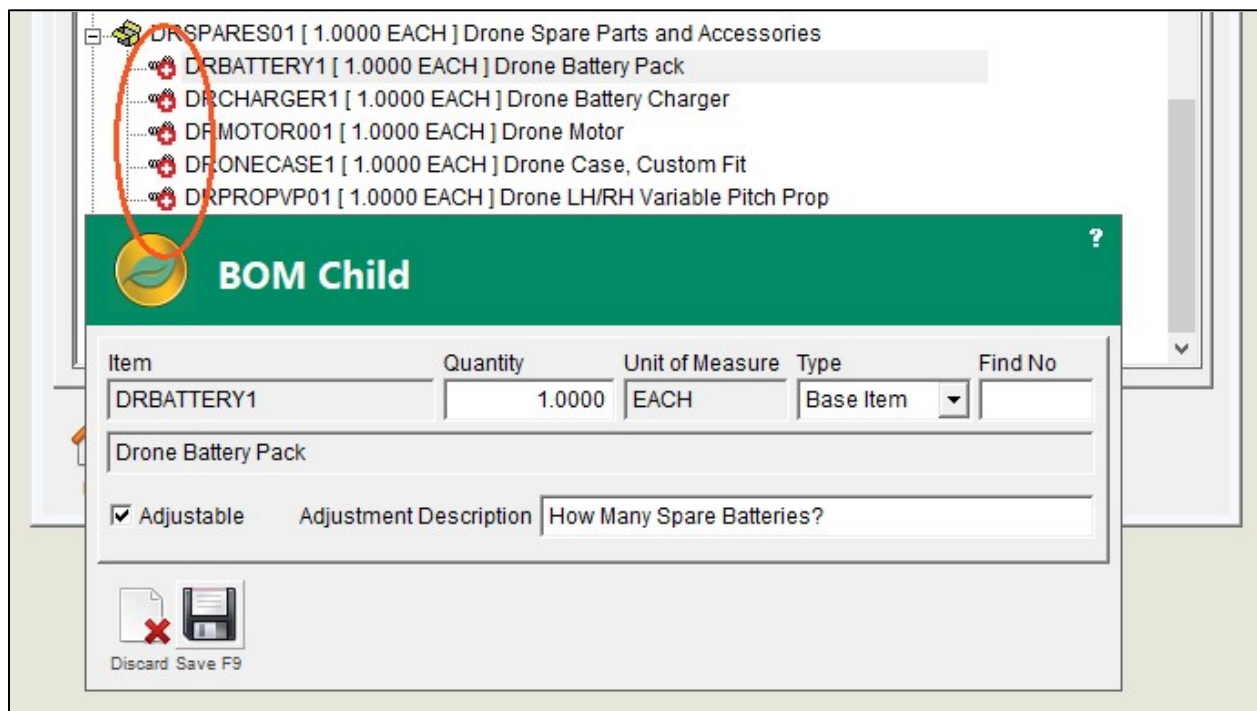 DRSPARES01 [ 1.0000 EACH ] Drone Spare Parts and Accessories
DRBATTERY1 [ 1.0000 EACH ] Drone Battery Pack
DRCHARGER1 [ 1.0000 EACH ] Drone Battery Charger
DRMOTOR001 [ 1.0000 EACH ] Drone Motor
DRONECASE1 [ 1.0000 EACH ] Drone Case, Custom Fit
DRPROPVP01 [ 1.0000 EACH ] Drone LH/RH Variable Pitch Prop
?
BOM Child
Item Quantity Unit of Measure Type Find No
DRBATTERY1 1.0000 EACH Base Item
Drone Battery Pack
Adjustable Adjustment Description How Many Spare Batteries?
Discard Save F9